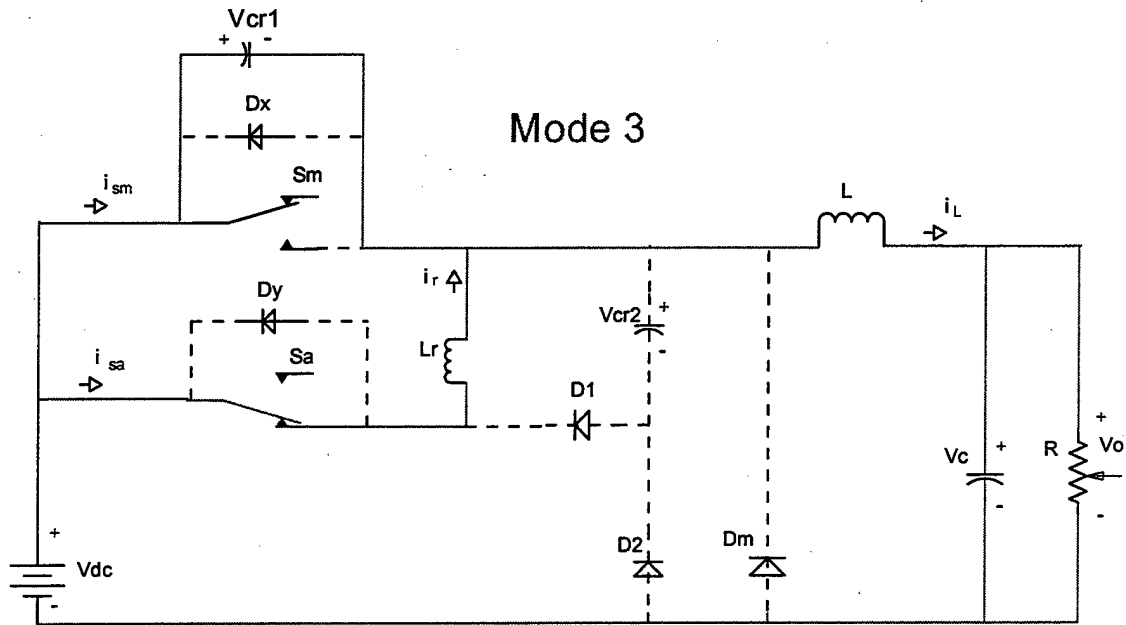 Vcr1
+ -
Dx
Mode 3
Sm
i sm
L
i L
i r
Dy
Vcr2
+
-
Sa
Lr
i sa
D1
+
Vc
+
R
Vo
-
-
D2
Dm
+
Vdc
-